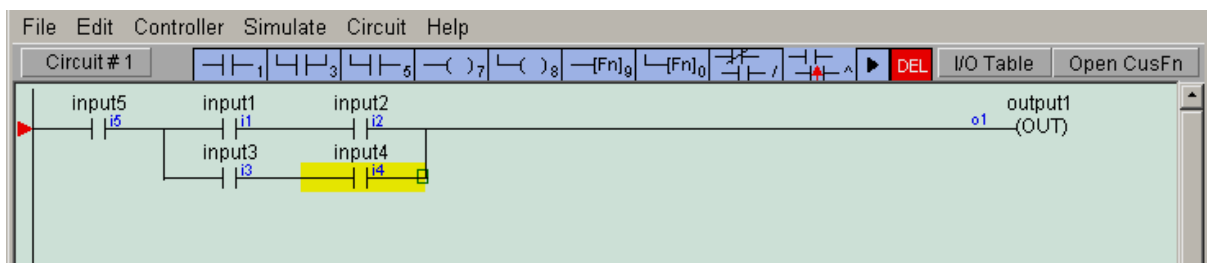 File Edit Controller Simulate Circuit Help
Circuit # 1 1 3 5 ( )7 ( )8 [Fn]9 [Fn]0 / ^ DEL I/O Table Open CusFn
input5 input1 input2 output1
i5 i1 i2 o1 (OUT)
input3 input4
i3 i4